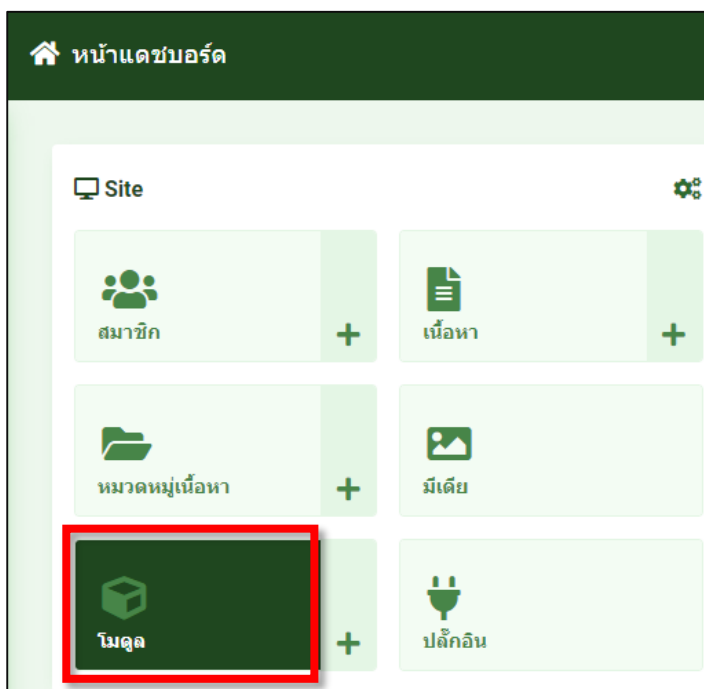 หน้าแดชบอร์ด
Site
สมาชิก
เนื้อหา
หมวดหมู่เนื้อหา
มีเดีย
โมดูล
ปลั๊กอิน